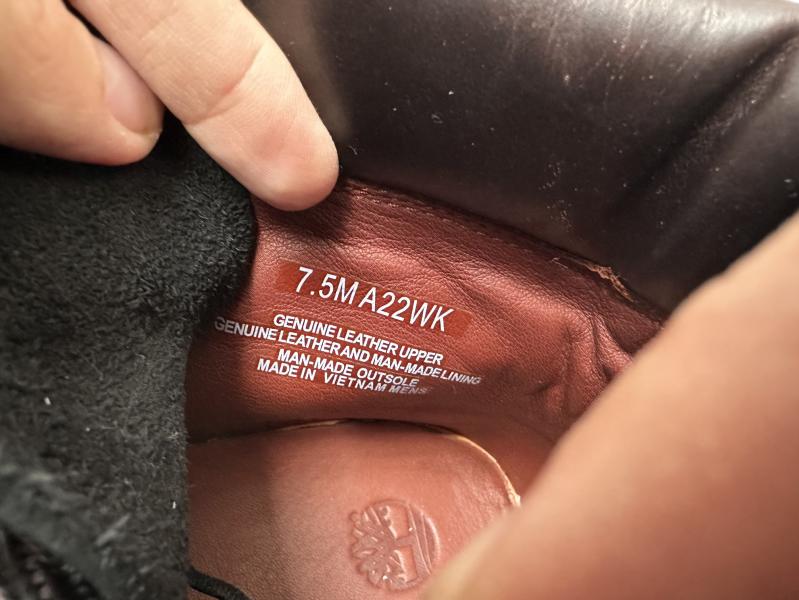 7.5M A22WK
GENUINE LEATHER UPPER
GENUINE LEATHER AND MAN-MADE LINING
MAN-MADE OUTSOLE
MADE IN VIETNAM MENS